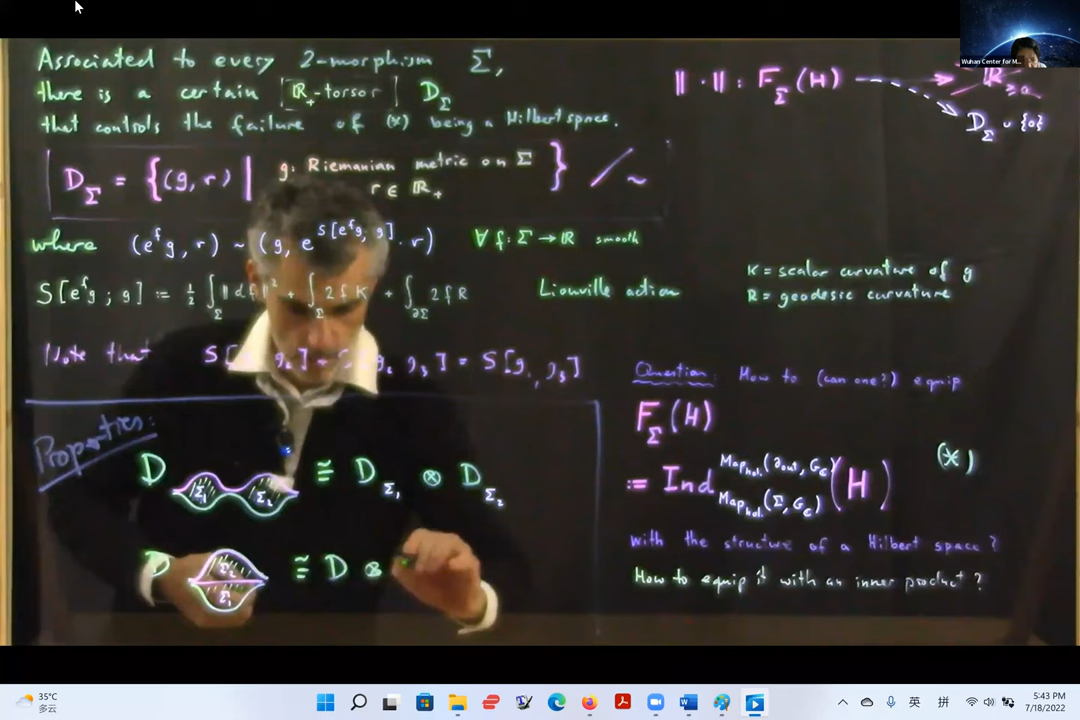 Wuhan Center for M...
Associated to every 2-morphism Σ,
there is a certain [ℝ₊-torsor] D_Σ
that controls the failure of (*) being a Hilbert space.
D_Σ = {(g, r) | g: Riemanian metric on Σ
r ∈ ℝ₊ } / ~
where (e^f g, r) ~ (g, e^{S[e^f g; g]} · r) ∀ f: Σ → ℝ smooth
S[e^f g ; g] := ½ ∫_Σ ‖df‖² + ∫_Σ 2fK + ∫_{∂Σ} 2fR Liouville action
Note that S[ ] = S[g₁, g₃]
Properties:
D Σ₁ Σ₂ ≅ D_Σ₁ ⊗ D_Σ₂
D Σ₂ Σ₁ ≅ D ⊗
‖·‖ : F_Σ(H) ⇢ ℝ≥0
D_Σ ∪ {0}
K = scalar curvature of g
R = geodesic curvature
Question: How to (can one?) equip
F_Σ(H)
:= Ind^{Map_hol.(∂out, G_C)}_{Map_hol.(Σ, G_C)} (H) (*)
with the structure of a Hilbert space?
How to equip it with an inner product?
35°C
多云
英
拼
5:43 PM
7/18/2022